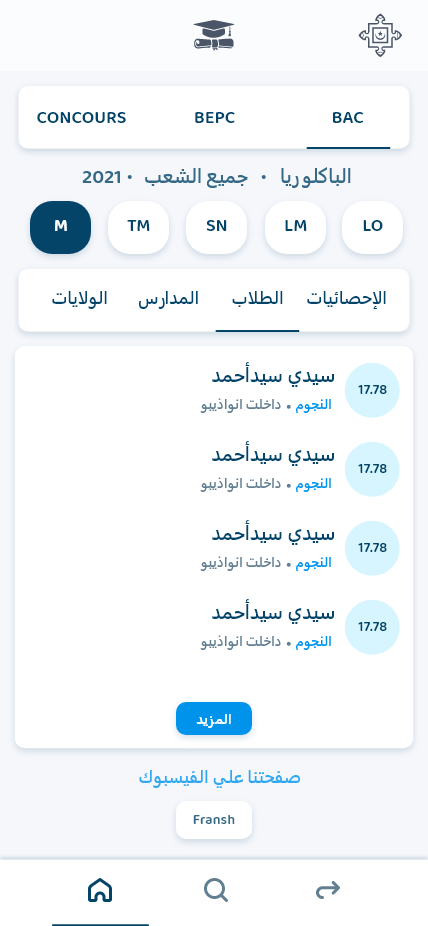 CONCOURS BEPC BAC
الباكلوريا • جميع الشعب • 2021
M TM SN LM LO
الإحصائيات الطلاب المدارس الولايات
سيدي سيدأحمد
17.78
النجوم • داخلت انواذيبو
سيدي سيدأحمد
17.78
النجوم • داخلت انواذيبو
سيدي سيدأحمد
17.78
النجوم • داخلت انواذيبو
سيدي سيدأحمد
17.78
النجوم • داخلت انواذيبو
المزيد
صفحتنا علي الفيسبوك
Fransh